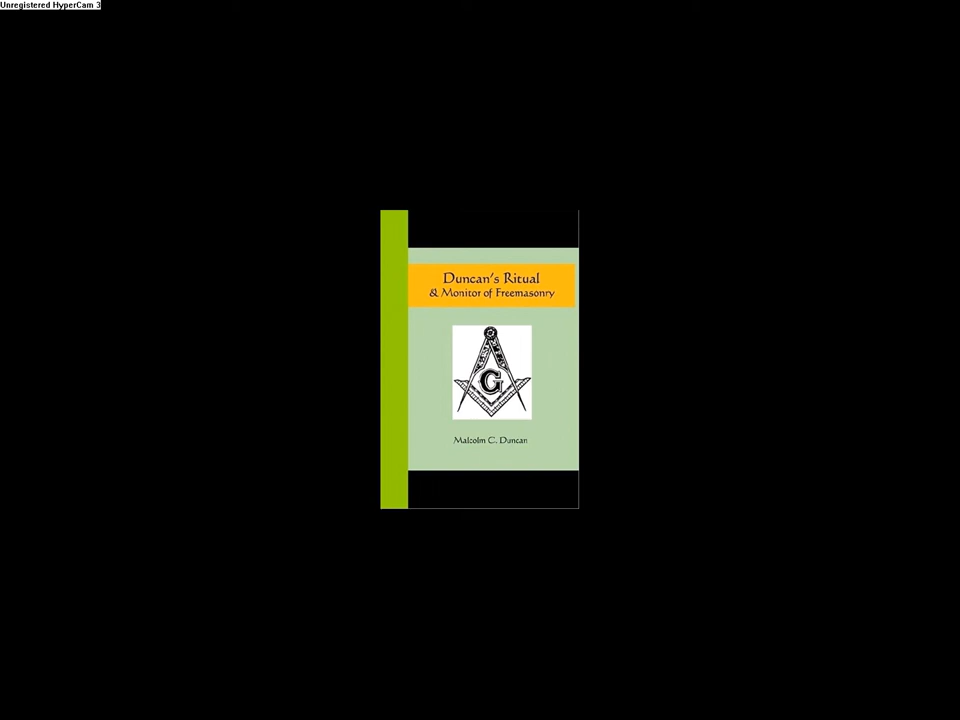 Unregistered HyperCam 3
Duncan's Ritual
& Monitor of Freemasonry
G
Malcolm C. Duncan